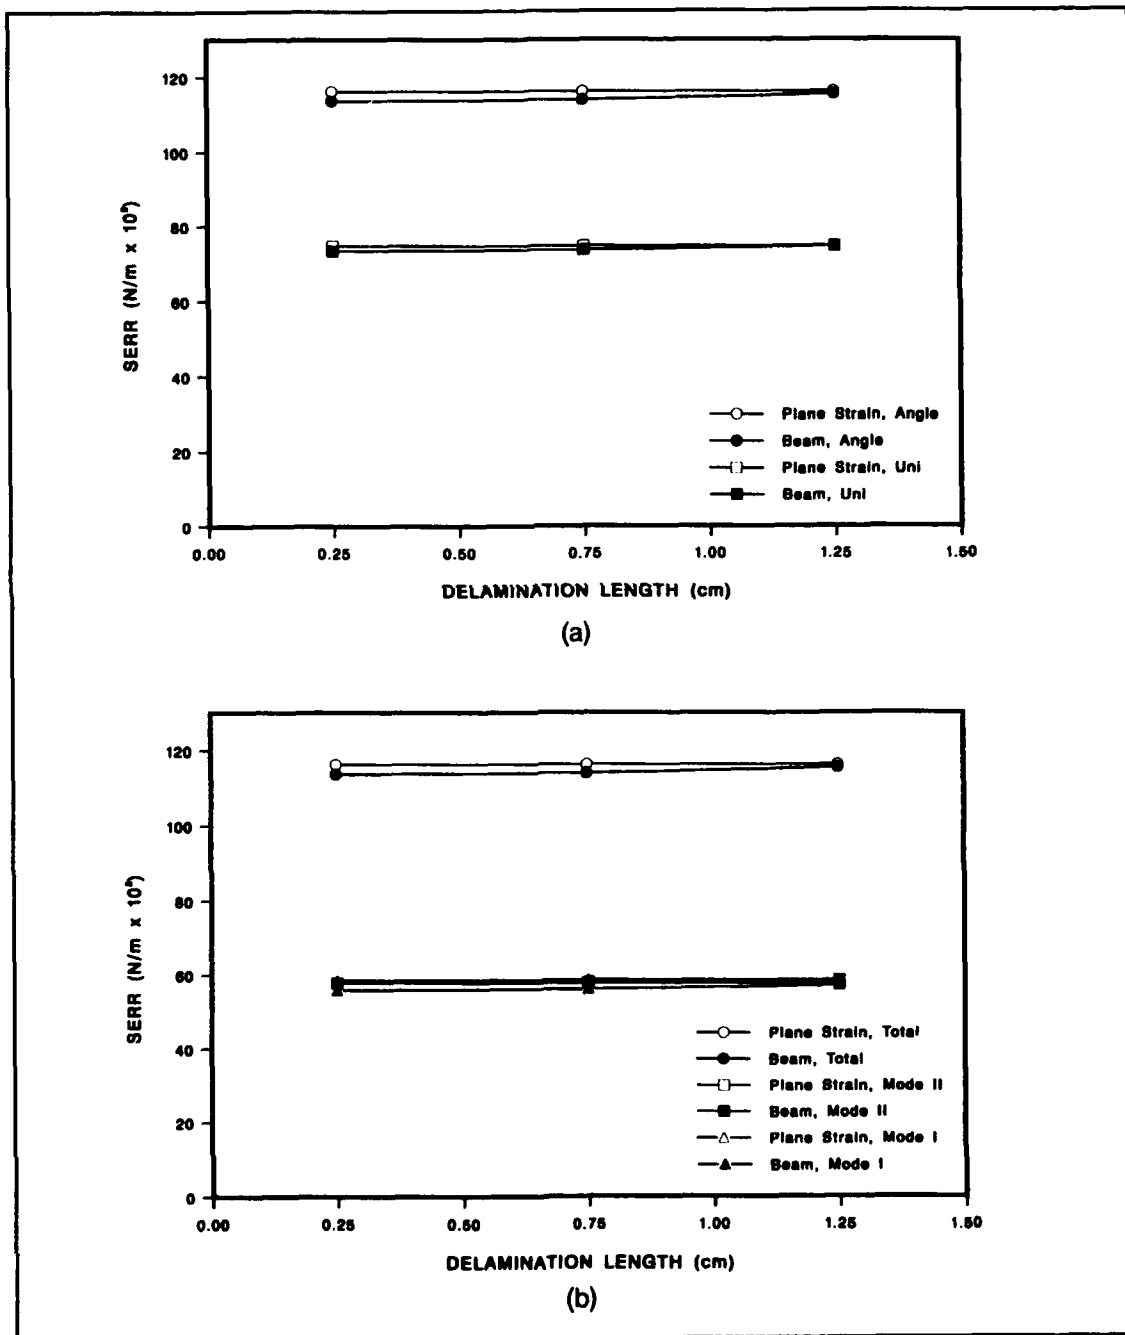 120
100
80
60
40
20
0
SERR (N/m x 10⁶)
Plane Strain, Angle
Beam, Angle
Plane Strain, Uni
Beam, Uni
0.00 0.25 0.50 0.75 1.00 1.25 1.50
DELAMINATION LENGTH (cm)
(a)
120
100
80
60
40
20
0
SERR (N/m x 10⁶)
Plane Strain, Total
Beam, Total
Plane Strain, Mode II
Beam, Mode II
Plane Strain, Mode I
Beam, Mode I
0.00 0.25 0.50 0.75 1.00 1.25 1.50
DELAMINATION LENGTH (cm)
(b)